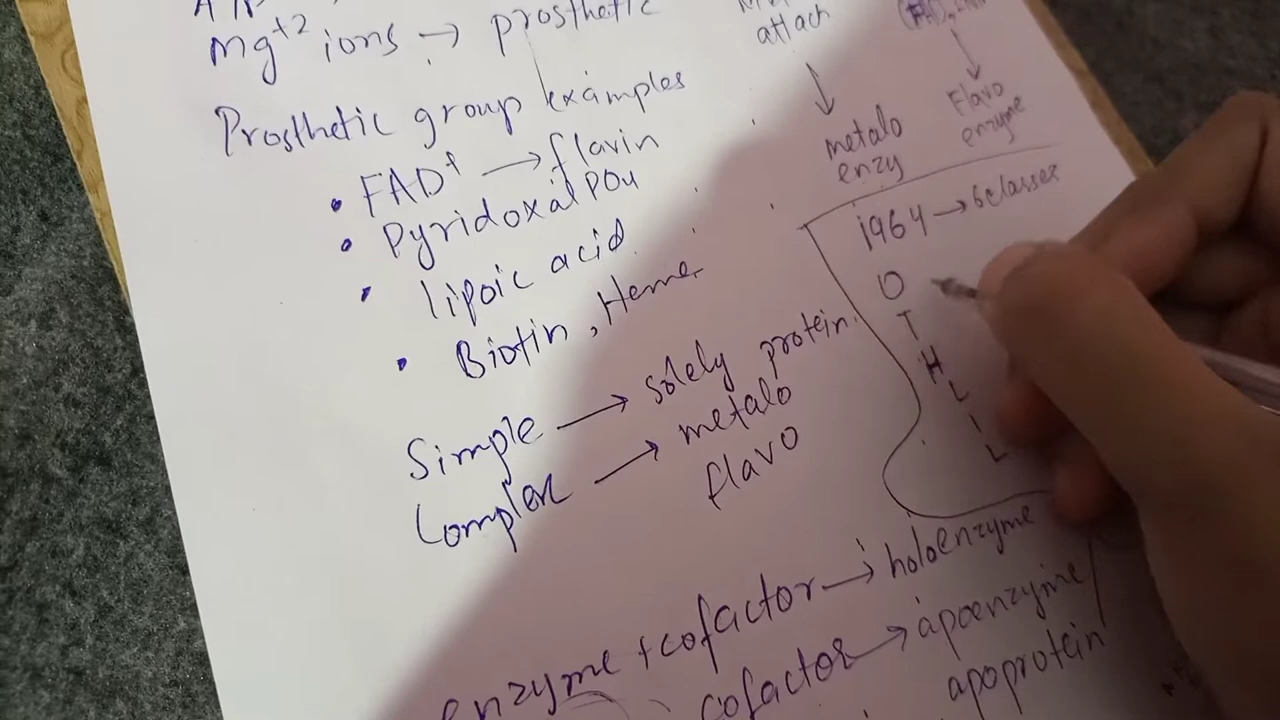 Mg+2 ions → prosthetic
Prosthetic group examples
• FAD+ → flavin
• Pyridoxal PO4
• lipoic acid
• Biotin, Heme
Simple → solely protein
Complex → metalo
flavo
enzyme + cofactor → holoenzyme
cofactor → apoenzyme/
apoprotein
attach
metalo
enzy
Flavo
enzyme
1964 → 6 classes
O
T
H
L
I
L